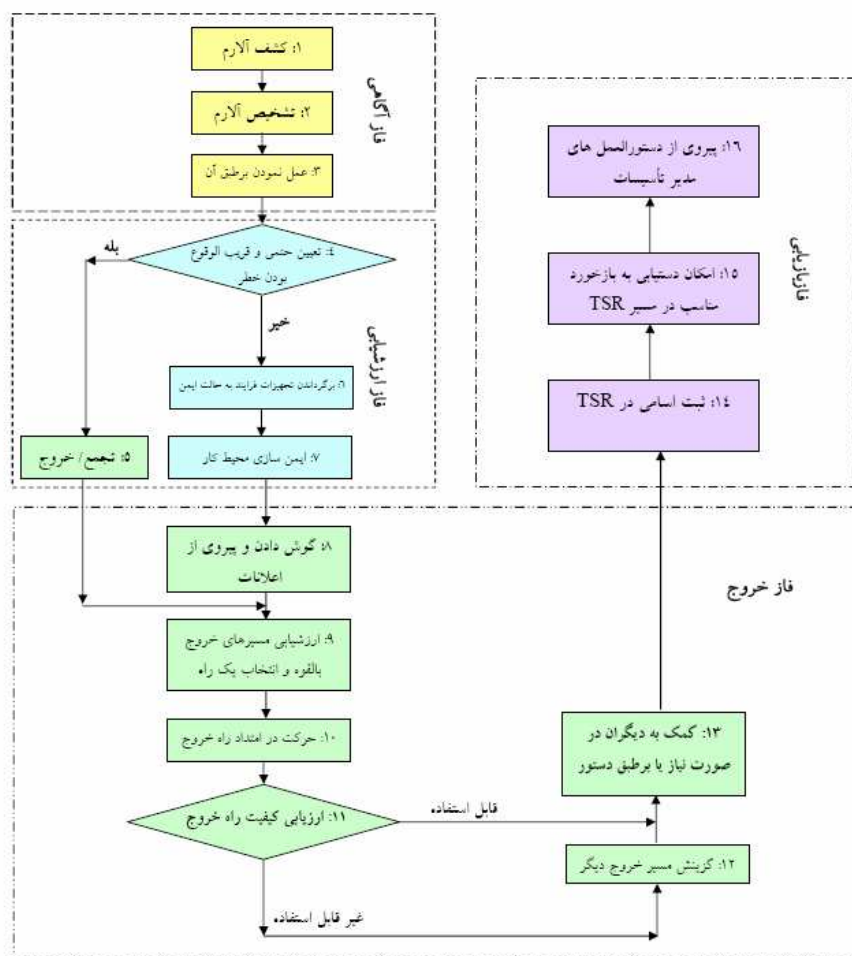 ۱: کشف آلارم
۲: تشخیص آلارم
۳: عمل نمودن برطبق آن
فاز آگاهی
۴: تعیین حتمی و قریب الوقوع
بودن خطر
بله
خیر
۶: برگرداندن تجهیزات فرایند به حالت ایمن
۷: ایمن سازی محیط کار
۵: تجمع/ خروج
فاز ارزشیابی
۸: گوش دادن و پیروی از
اعلانات
۹: ارزشیابی مسیرهای خروج
بالقوه و انتخاب یک راه
۱۰: حرکت در امتداد راه خروج
۱۱: ارزیابی کیفیت راه خروج
قابل استفاده
غیر قابل استفاده
۱۲: گزینش مسیر خروج دیگر
۱۳: کمک به دیگران در
صورت نیاز یا برطبق دستور
فاز خروج
۱۴: ثبت اسامی در TSR
۱۵: امکان دستیابی به بازخورد
مناسب در مسیر TSR
۱۶: پیروی از دستورالعمل های
مدیر تأسیسات
فازبازیابی